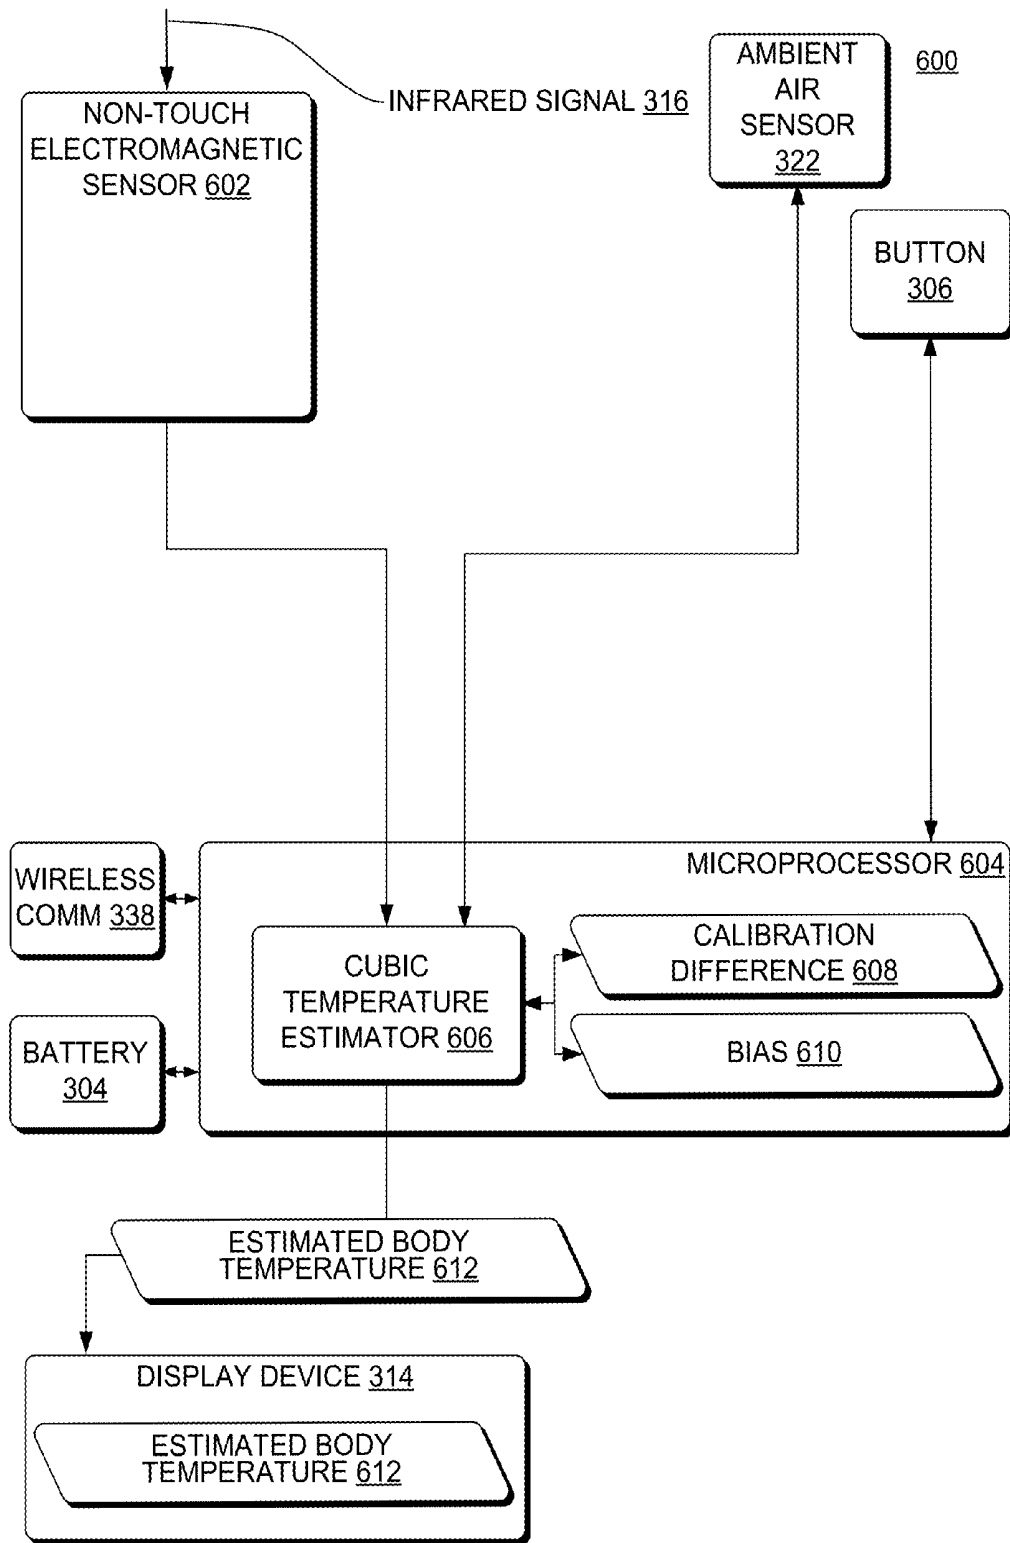 AMBIENT
AIR
SENSOR
322
600
NON-TOUCH
ELECTROMAGNETIC
SENSOR 602
INFRARED SIGNAL 316
BUTTON
306
MICROPROCESSOR 604
WIRELESS
COMM 338
CUBIC
TEMPERATURE
ESTIMATOR 606
CALIBRATION
DIFFERENCE 608
BIAS 610
BATTERY
304
ESTIMATED BODY
TEMPERATURE 612
DISPLAY DEVICE 314
ESTIMATED BODY
TEMPERATURE 612